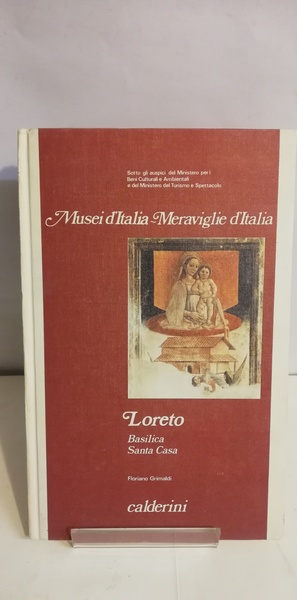 Sotto gli auspici del Ministero per i
Beni Culturali e Ambientali
e del Ministero del Turismo e Spettacolo
Musei d'Italia Meraviglie d'Italia
Loreto
Basilica
Santa Casa
Floriano Grimaldi
calderini